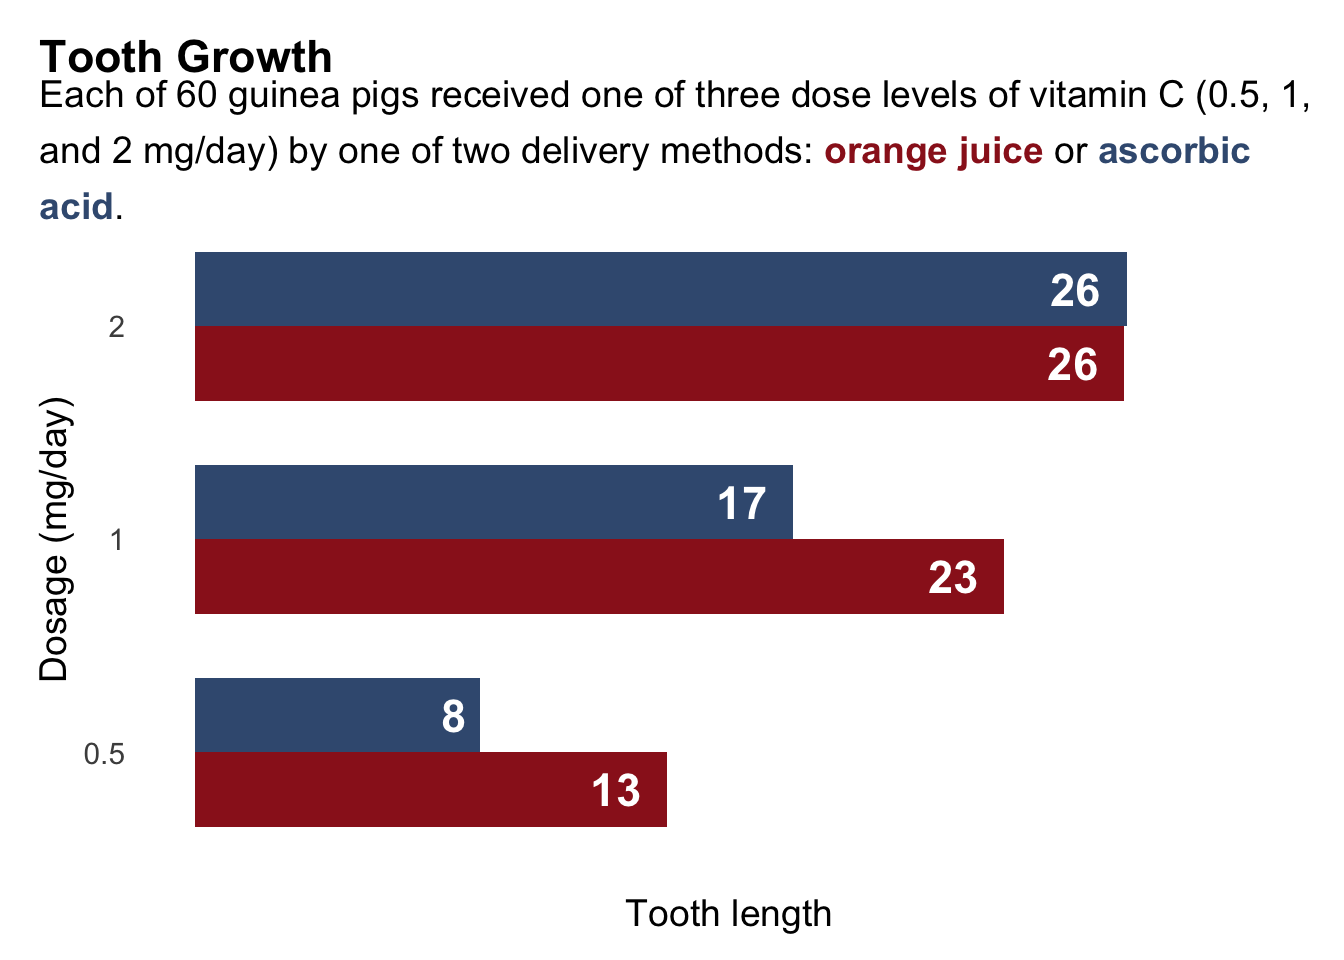 Tooth Growth
Each of 60 guinea pigs received one of three dose levels of vitamin C (0.5, 1,
and 2 mg/day) by one of two delivery methods: orange juice or ascorbic
acid.
26
2
26
Dosage (mg/day)
17
1
23
8
0.5
13
Tooth length